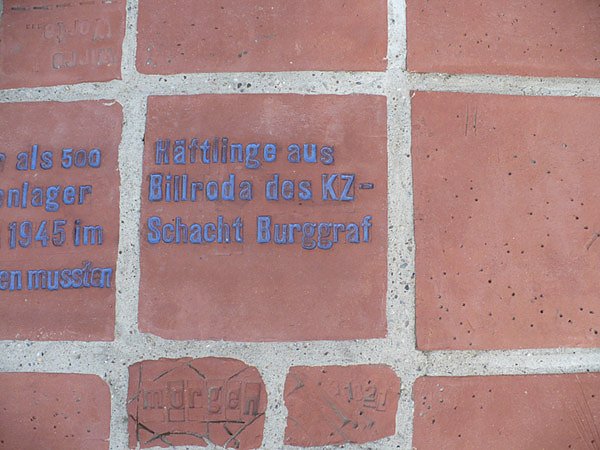 Häftlinge aus
Billroda des KZ-
Schacht Burggraf
als 500
enlager
1945 im
en mussten
morgen